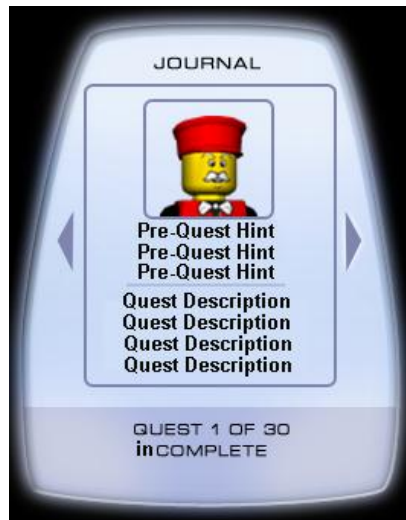 JOURNAL
Pre-Quest Hint
Pre-Quest Hint
Pre-Quest Hint
Quest Description
Quest Description
Quest Description
Quest Description
QUEST 1 OF 30
inCOMPLETE